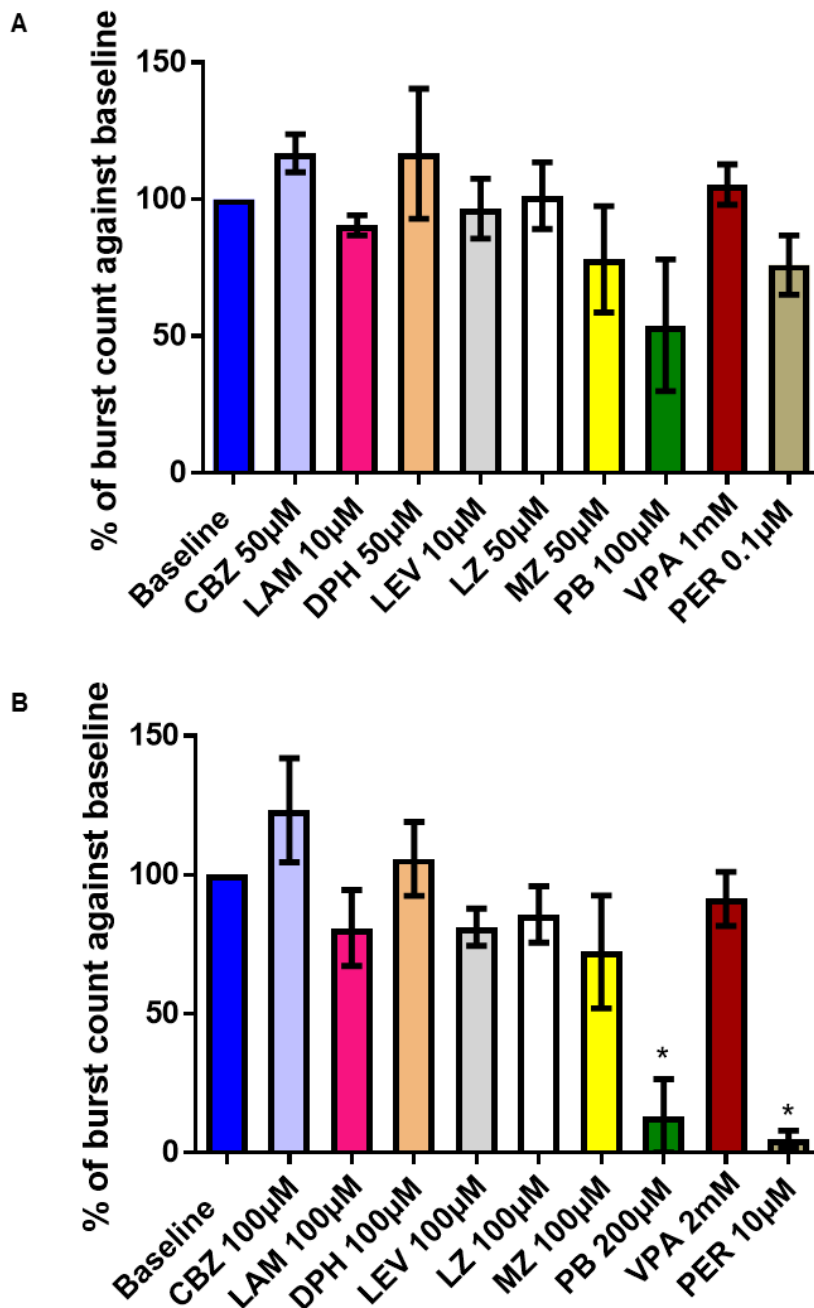 A
% of burst count against baseline
150
100
50
0
Baseline
CBZ 50µM
LAM 10µM
DPH 50µM
LEV 10µM
LZ 50µM
MZ 50µM
PB 100µM
VPA 1mM
PER 0.1µM
B
% of burst count against baseline
150
100
50
0
*
*
Baseline
CBZ 100µM
LAM 100µM
DPH 100µM
LEV 100µM
LZ 100µM
MZ 100µM
PB 200µM
VPA 2mM
PER 10µM